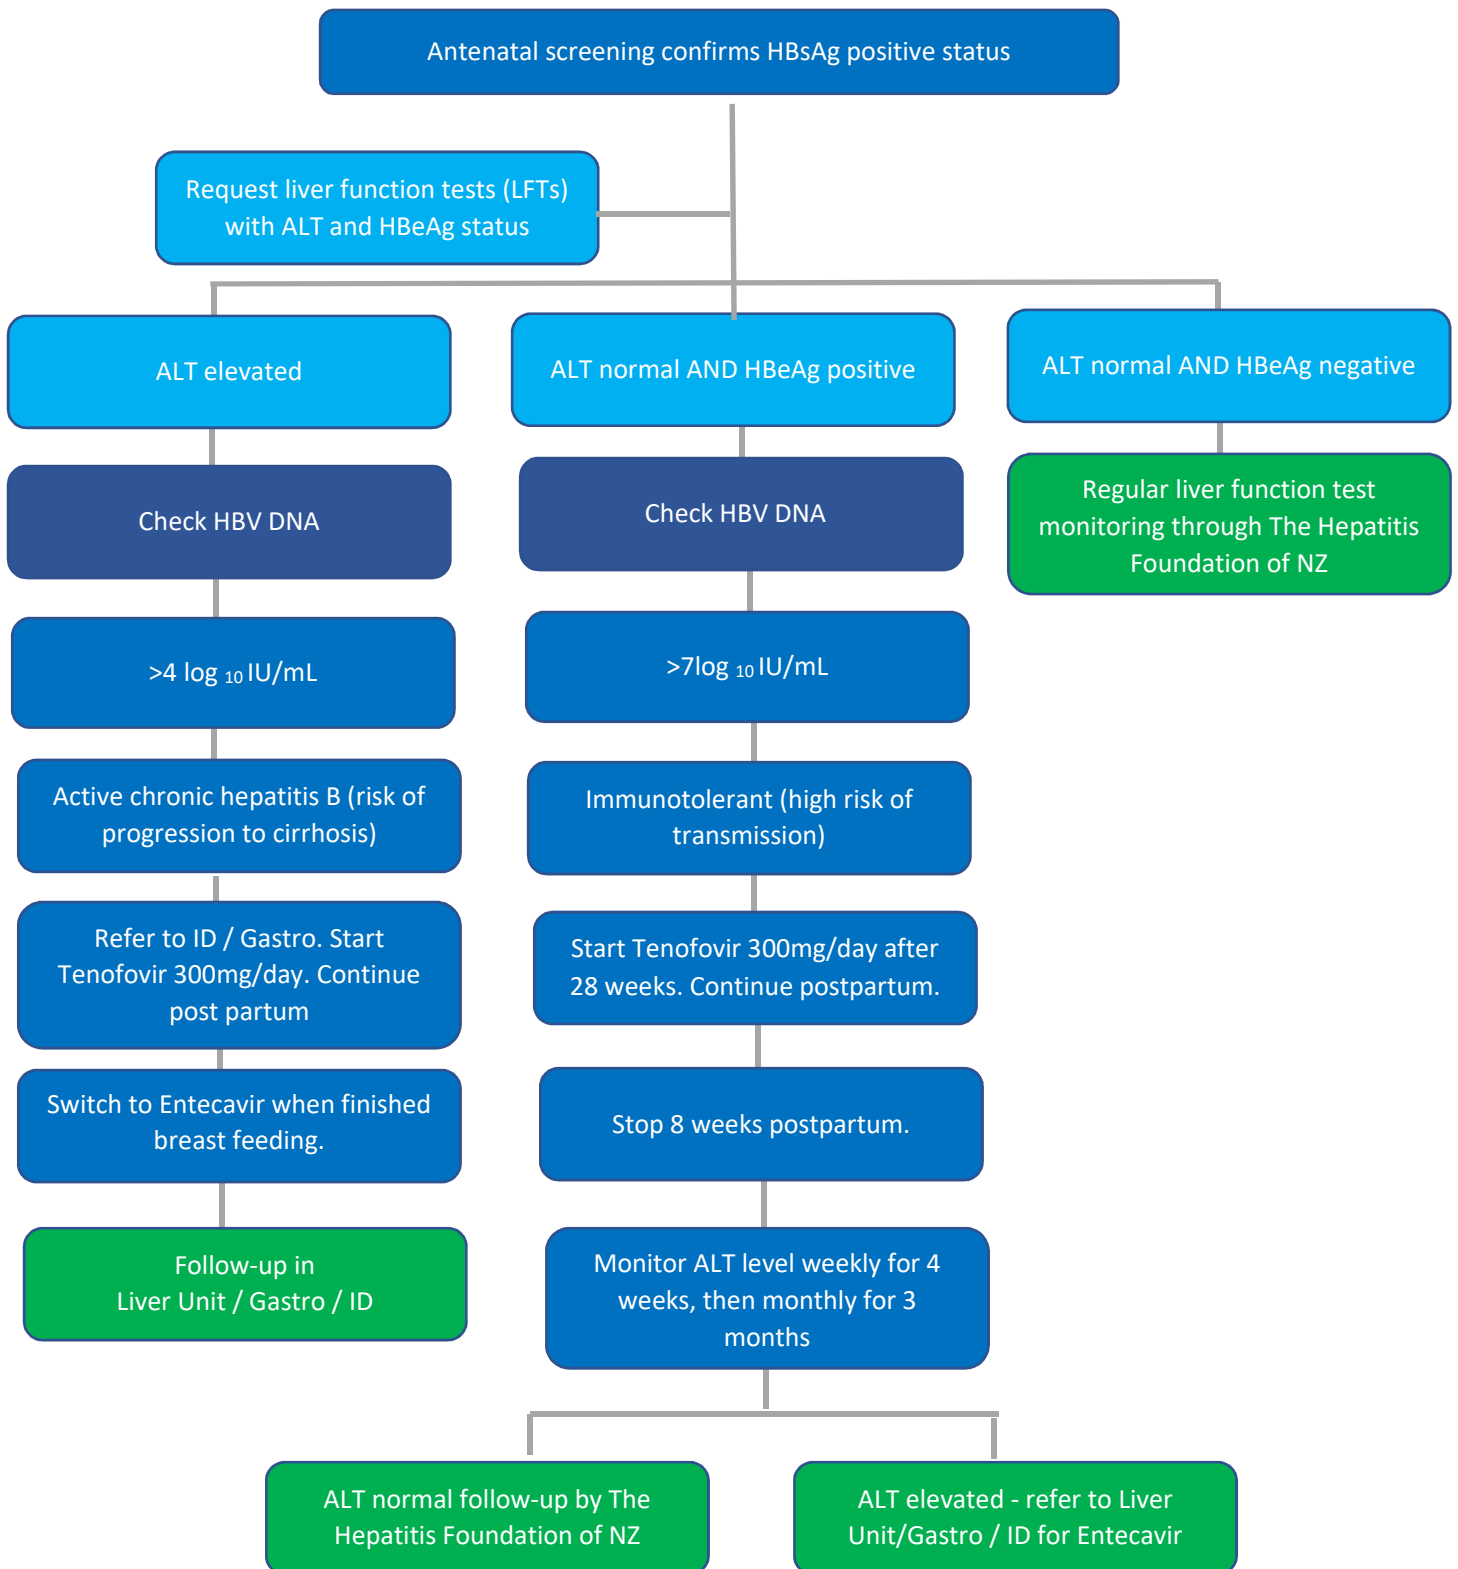 Antenatal screening confirms HBsAg positive status
Request liver function tests (LFTs)
with ALT and HBeAg status
ALT elevated
ALT normal AND HBeAg positive
ALT normal AND HBeAg negative
Check HBV DNA
Check HBV DNA
Regular liver function test
monitoring through The Hepatitis
Foundation of NZ
>4 log 10 IU/mL
>7log 10 IU/mL
Active chronic hepatitis B (risk of
progression to cirrhosis)
Immunotolerant (high risk of
transmission)
Refer to ID / Gastro. Start
Tenofovir 300mg/day. Continue
post partum
Start Tenofovir 300mg/day after
28 weeks. Continue postpartum.
Switch to Entecavir when finished
breast feeding.
Stop 8 weeks postpartum.
Follow-up in
Liver Unit / Gastro / ID
Monitor ALT level weekly for 4
weeks, then monthly for 3
months
ALT normal follow-up by The
Hepatitis Foundation of NZ
ALT elevated - refer to Liver
Unit/Gastro / ID for Entecavir